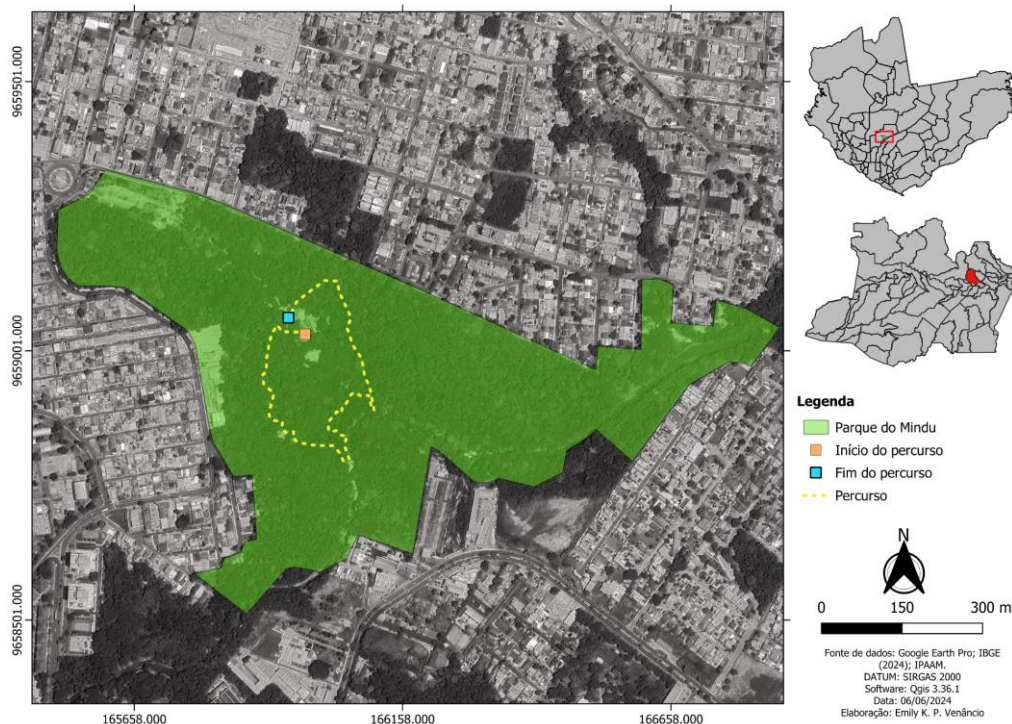 9659501.000
9659001.000
9658501.000
165658.000
166158.000
166658.000
Legenda
Parque do Mindu
Início do percurso
Fim do percurso
Percurso
N
0 150 300 m
Fonte de dados: Google Earth Pro; IBGE
(2024); IPAAM.
DATUM: SIRGAS 2000
Software: Qgis 3.36.1
Data: 06/06/2024
Elaboração: Emily K. P. Venâncio